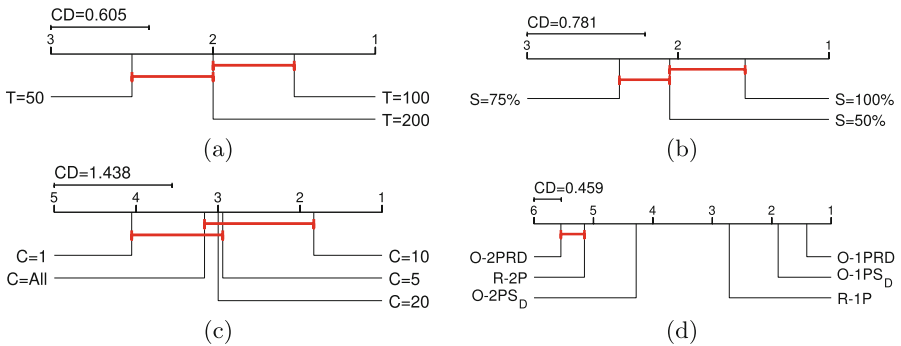 CD=0.605
3 2 1
T=50
T=100
T=200
(a)
CD=0.781
3 2 1
S=75%
S=100%
S=50%
(b)
CD=1.438
5 4 3 2 1
C=1
C=10
C=All
C=5
C=20
(c)
CD=0.459
6 5 4 3 2 1
O-2PRD
O-1PRD
R-2P
O-1PS_D
O-2PS_D
R-1P
(d)